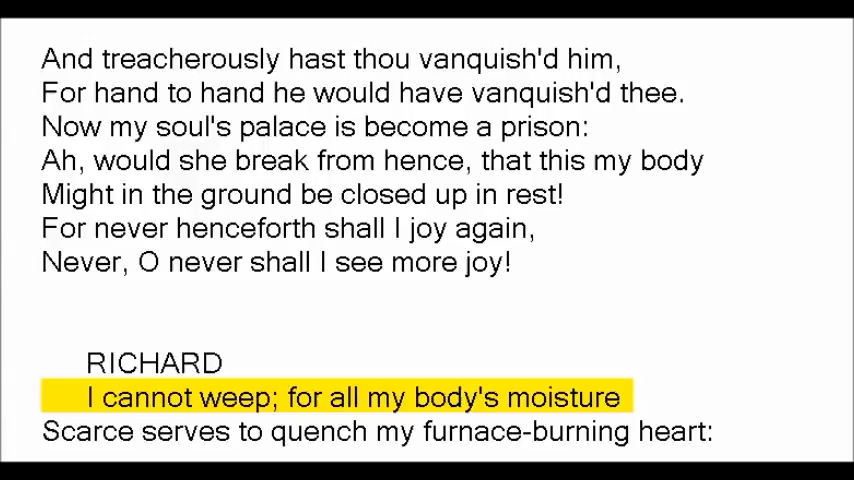 And treacherously hast thou vanquish'd him,
For hand to hand he would have vanquish'd thee.
Now my soul's palace is become a prison:
Ah, would she break from hence, that this my body
Might in the ground be closed up in rest!
For never henceforth shall I joy again,
Never, O never shall I see more joy!
RICHARD
I cannot weep; for all my body's moisture
Scarce serves to quench my furnace-burning heart: